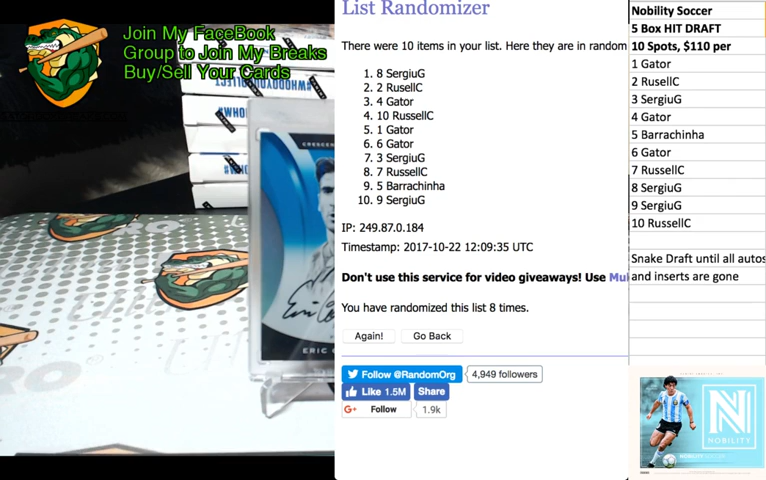 Join My FaceBook
Group to Join My Breaks
Buy/Sell Your Cards
CRESCEN
ERIC
List Randomizer
There were 10 items in your list. Here they are in random
1. 8 SergiuG
2. 2 RusellC
3. 4 Gator
4. 10 RussellC
5. 1 Gator
6. 6 Gator
7. 3 SergiuG
8. 7 RussellC
9. 5 Barrachinha
10. 9 SergiuG
IP: 249.87.0.184
Timestamp: 2017-10-22 12:09:35 UTC
Don't use this service for video giveaways! Use Mul
You have randomized this list 8 times.
Again!
Go Back
Follow @RandomOrg
4,949 followers
Like 1.5M
Share
G+ Follow
1.9k
Nobility Soccer
5 Box HIT DRAFT
10 Spots, $110 per
1 Gator
2 RusellC
3 SergiuG
4 Gator
5 Barrachinha
6 Gator
7 RussellC
8 SergiuG
9 SergiuG
10 RussellC
Snake Draft until all autos
and inserts are gone
N
NOBILITY